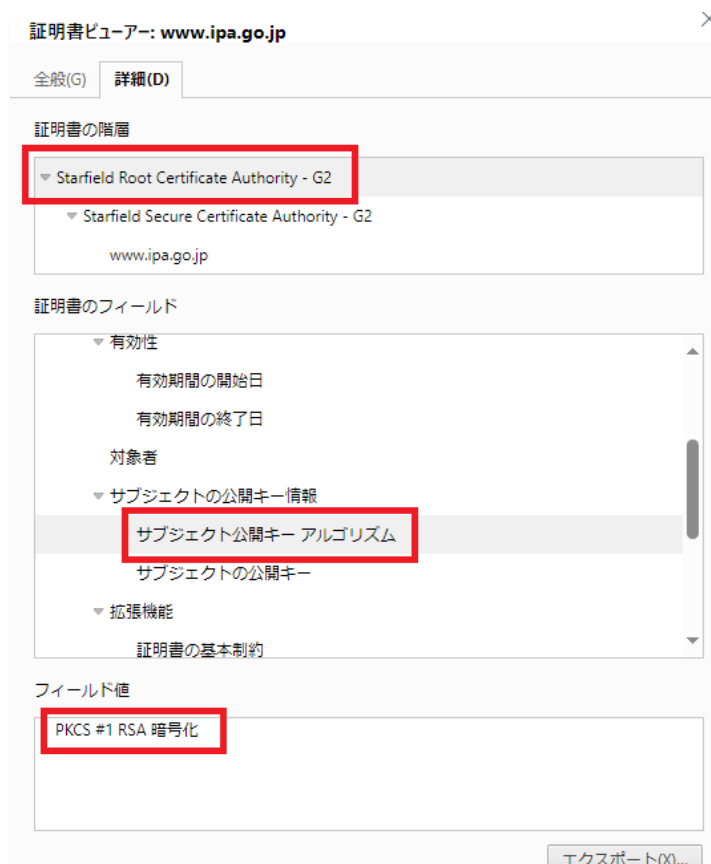 証明書ビューアー: www.ipa.go.jp
全般(G) 詳細(D)
証明書の階層
Starfield Root Certificate Authority - G2
Starfield Secure Certificate Authority - G2
www.ipa.go.jp
証明書のフィールド
有効性
有効期間の開始日
有効期間の終了日
対象者
サブジェクトの公開キー情報
サブジェクト公開キー アルゴリズム
サブジェクトの公開キー
拡張機能
証明書の基本制約
フィールド値
PKCS #1 RSA 暗号化
エクスポート(X)...